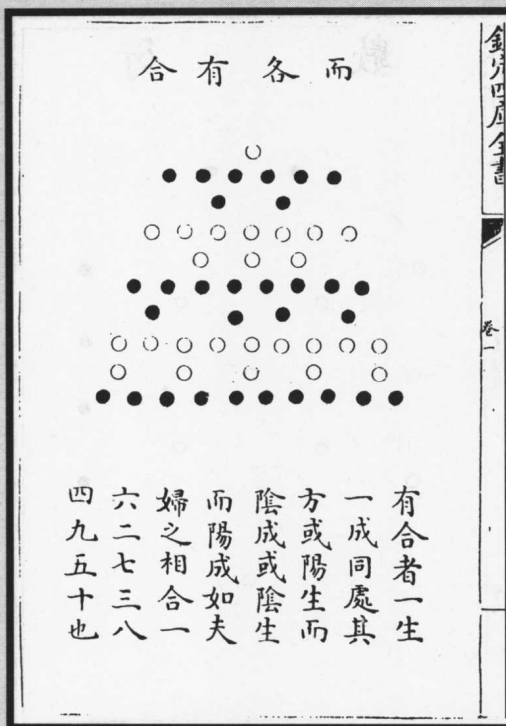 欽定四庫全書
卷一
而各有合
有合者一生
一成同處其
方或陽生而
陰成或陰生
而陽成如夫
婦之相合一
六二七三八
四九五十也